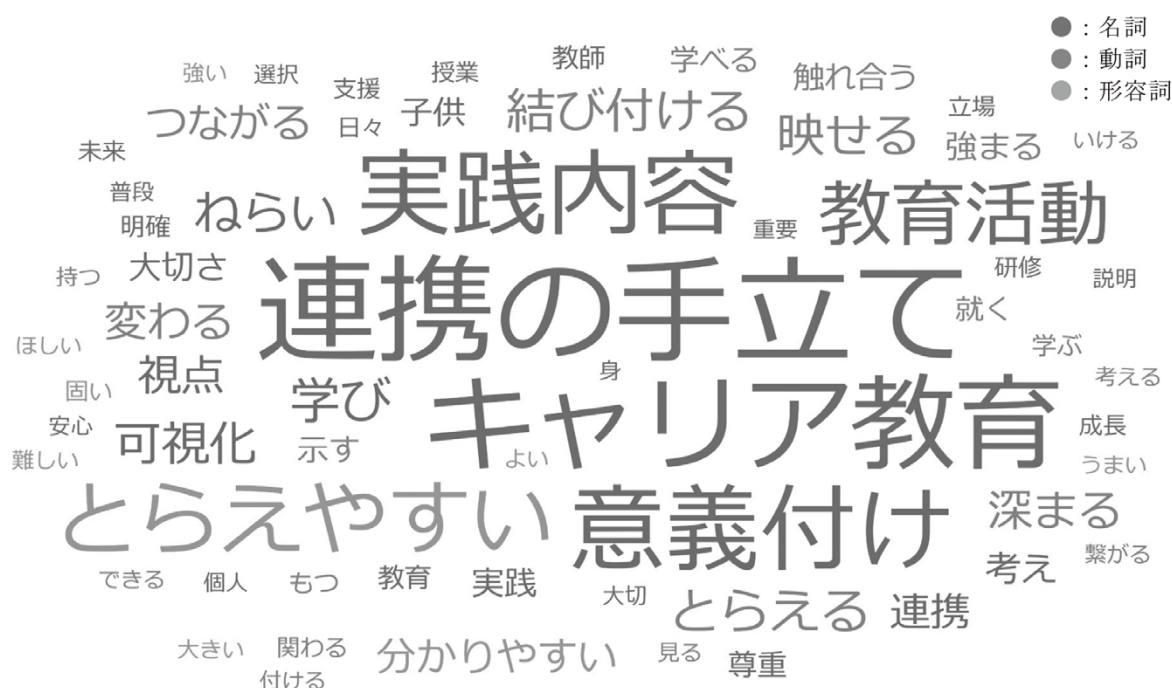 ● : 名詞
● : 動詞
● : 形容詞
強い 選択 支援 授業 教師 学べる 触れ合う
つながる 日々 子供 結び付ける 映せる 立場 強まる いける
未来 普段 明確 ねらい 実践内容 重要 教育活動
持つ 大切さ 連携の手立て 研修 説明
ほしい 変わる 就く 学ぶ
固い 視点 学び 身 キャリア教育 考える
安心 可視化 示す よい 成長
難しい うまい
とらえやすい 意義付け 深まる
できる 個人 もつ 教育 実践 大切 考え 繋がる
とらえる 連携
大きい 関わる 分かりやすい 見る 尊重
付ける